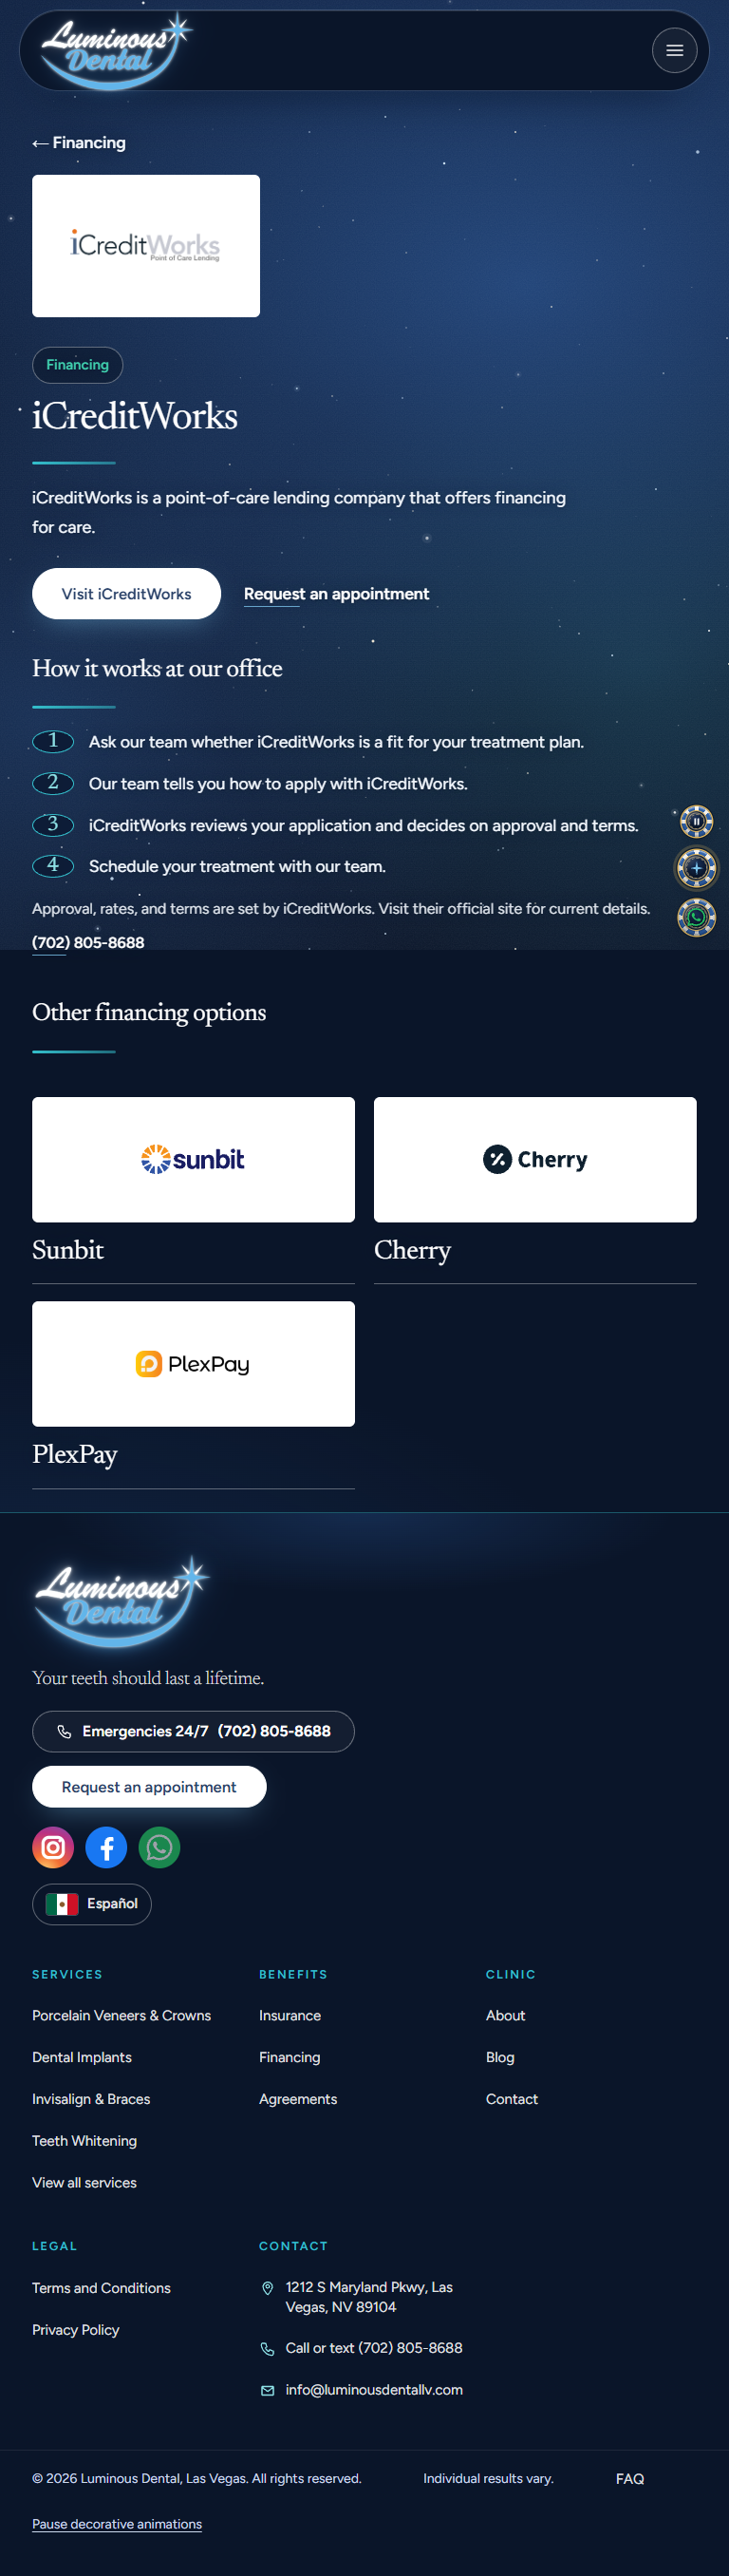 Luminous
Dental
← Financing
iCreditWorks
Point of Care Lending
Financing
iCreditWorks
iCreditWorks is a point-of-care lending company that offers financing
for care.
Visit iCreditWorks
Request an appointment
How it works at our office
1 Ask our team whether iCreditWorks is a fit for your treatment plan.
2 Our team tells you how to apply with iCreditWorks.
3 iCreditWorks reviews your application and decides on approval and terms.
4 Schedule your treatment with our team.
Approval, rates, and terms are set by iCreditWorks. Visit their official site for current details.
(702) 805-8688
Other financing options
sunbit
Cherry
Sunbit
Cherry
PlexPay
PlexPay
Luminous
Dental
Your teeth should last a lifetime.
Emergencies 24/7 (702) 805-8688
Request an appointment
Español
SERVICES
Porcelain Veneers & Crowns
Dental Implants
Invisalign & Braces
Teeth Whitening
View all services
BENEFITS
Insurance
Financing
Agreements
CLINIC
About
Blog
Contact
LEGAL
Terms and Conditions
Privacy Policy
CONTACT
1212 S Maryland Pkwy, Las
Vegas, NV 89104
Call or text (702) 805-8688
info@luminousdentallv.com
© 2026 Luminous Dental, Las Vegas. All rights reserved.
Individual results vary.
FAQ
Pause decorative animations